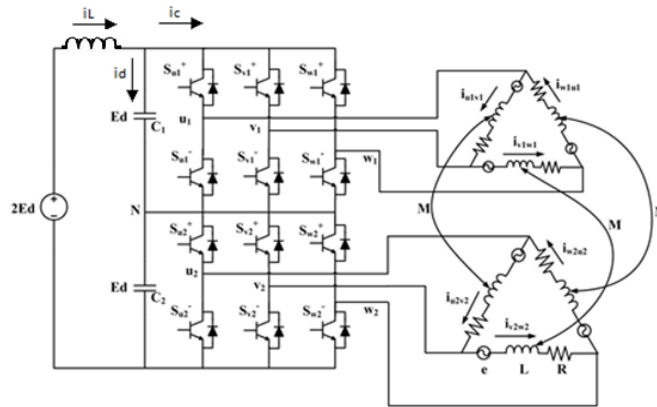 iL
ic
id
Su1+
Sv1+
Sw1+
Ed
C1
u1
v1
w1
Su1-
Sv1-
Sw1-
iu1v1
iw1u1
iv1w1
2Ed
N
M
M
Su2+
Sv2+
Sw2+
Ed
C2
u2
v2
w2
Su2-
Sv2-
Sw2-
iu2v2
iw2u2
iv2w2
e
L
R